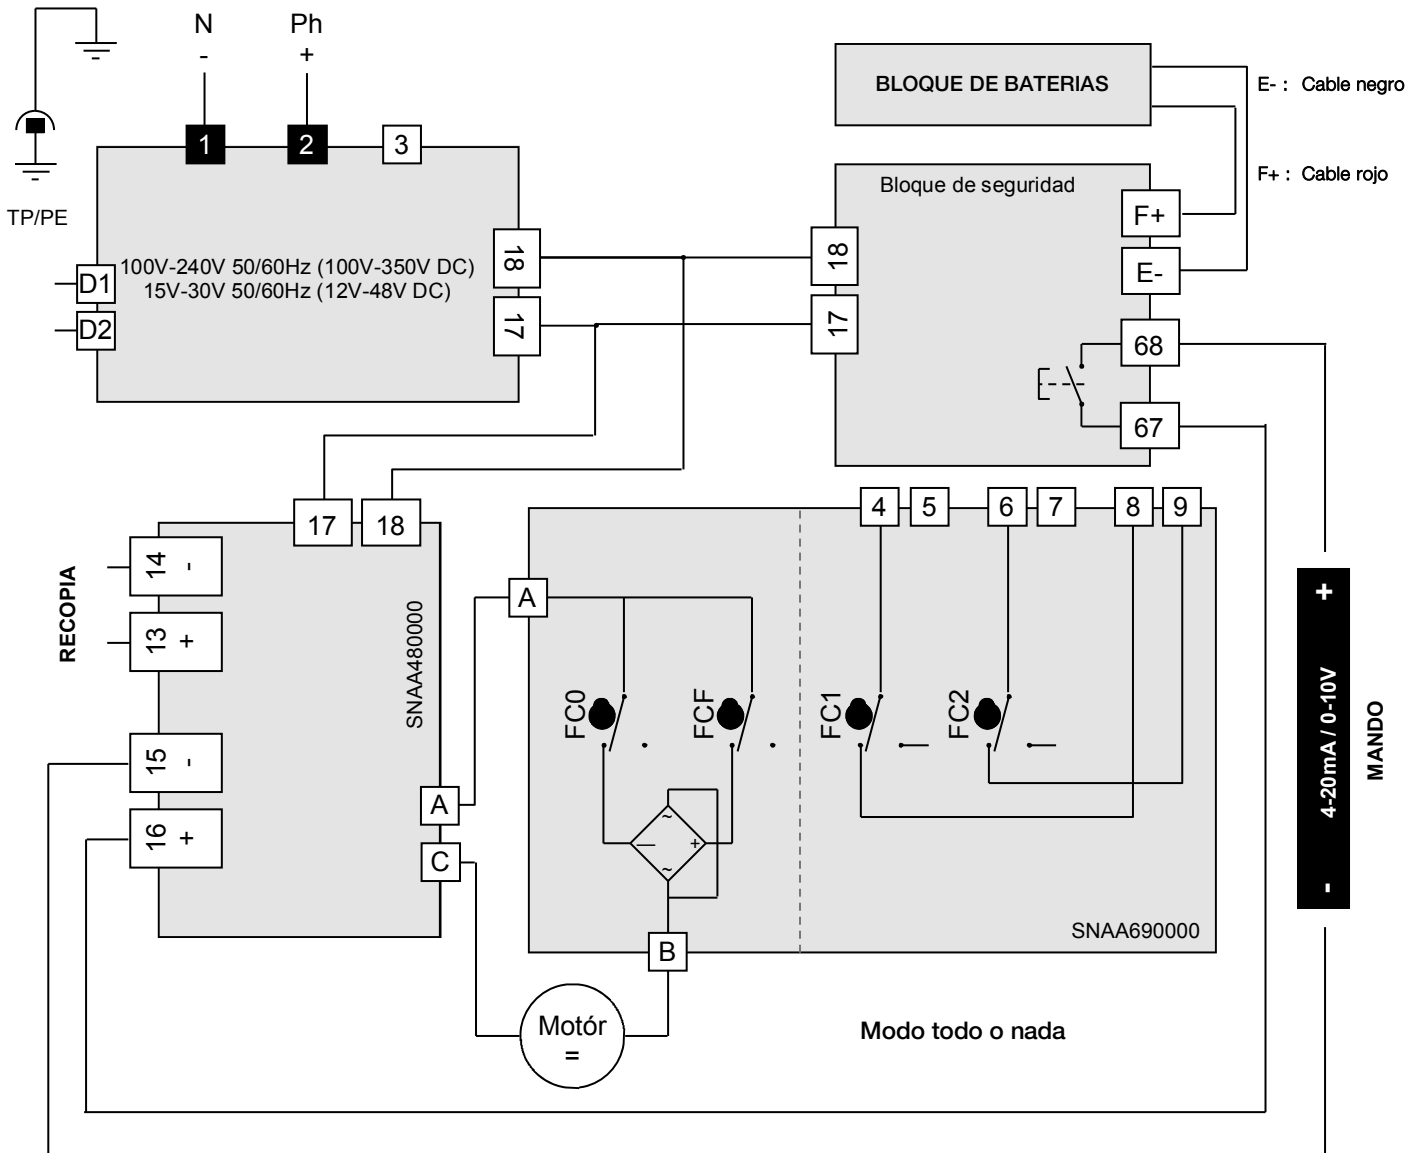 N
-
Ph
+
TP/PE
1
2
3
100V-240V 50/60Hz (100V-350V DC)
15V-30V 50/60Hz (12V-48V DC)
D1
D2
18
17
BLOQUE DE BATERIAS
E- : Cable negro
F+ : Cable rojo
Bloque de seguridad
F+
E-
18
17
68
67
17
18
RECOPIA
14 -
13 +
15 -
16 +
SNAA480000
A
C
A
B
4
5
6
7
8
9
FC0
FCF
FC1
FC2
~
—
+
~
SNAA690000
Motór
=
Modo todo o nada
+
4-20mA / 0-10V
-
MANDO